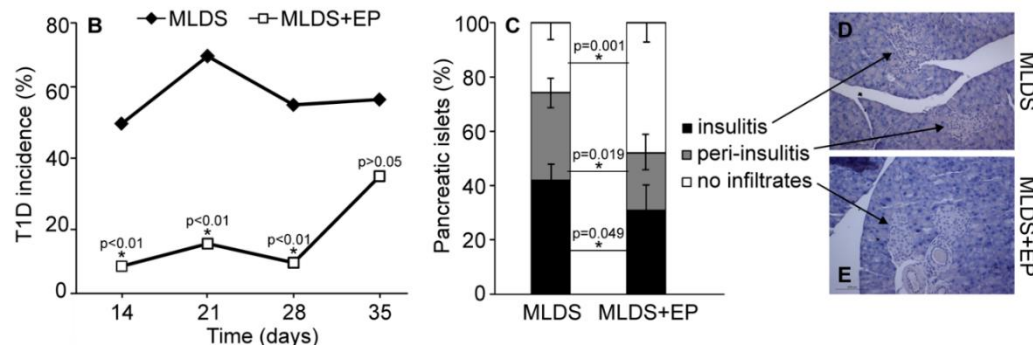 B
MLDS
MLDS+EP
T1D incidence (%)
80
60
40
20
0
p<0.01
*
p<0.01
*
p<0.01
*
p>0.05
14 21 28 35
Time (days)
C
Pancreatic islets (%)
100
80
60
40
20
0
p=0.001
*
p=0.019
*
p=0.049
*
MLDS MLDS+EP
insulitis
peri-insulitis
no infiltrates
D
MLDS
E
MLDS+EP